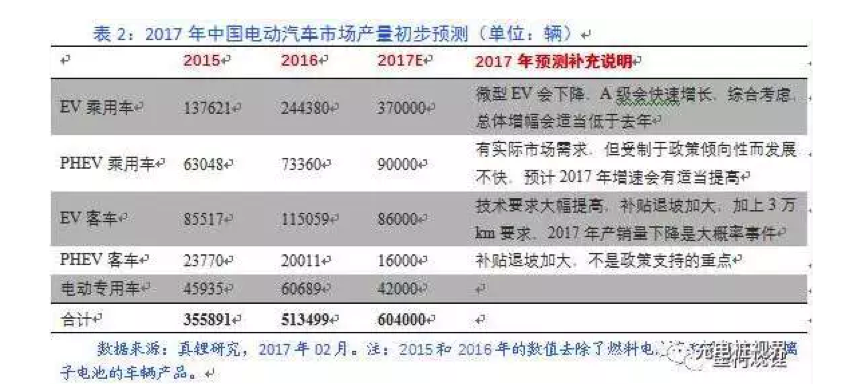 表 2：2017 年中国电动汽车市场产量初步预测（单位：辆）
2015 2016 2017E 2017 年预测补充说明
EV 乘用车 137621 244380 370000 微型 EV 会下降，A 级会快速增长，综合考虑，
总体增幅会适当低于去年
PHEV 乘用车 63048 73360 90000 有实际市场需求，但受制于政策倾向性而发展
不快，预计 2017 年增速会有适当提高
EV 客车 85517 115059 86000 技术要求大幅提高，补贴退坡加大，加上 3 万
km 要求，2017 年产销量下降是大概率事件
PHEV 客车 23770 20011 16000 补贴退坡加大，不是政策支持的重点
电动专用车 45935 60689 42000
合计 355891 513499 604000
数据来源：真锂研究，2017 年 02 月。注：2015 和 2016 年的数值去除了燃料电 离
子电池的车辆产品。
充电桩视界